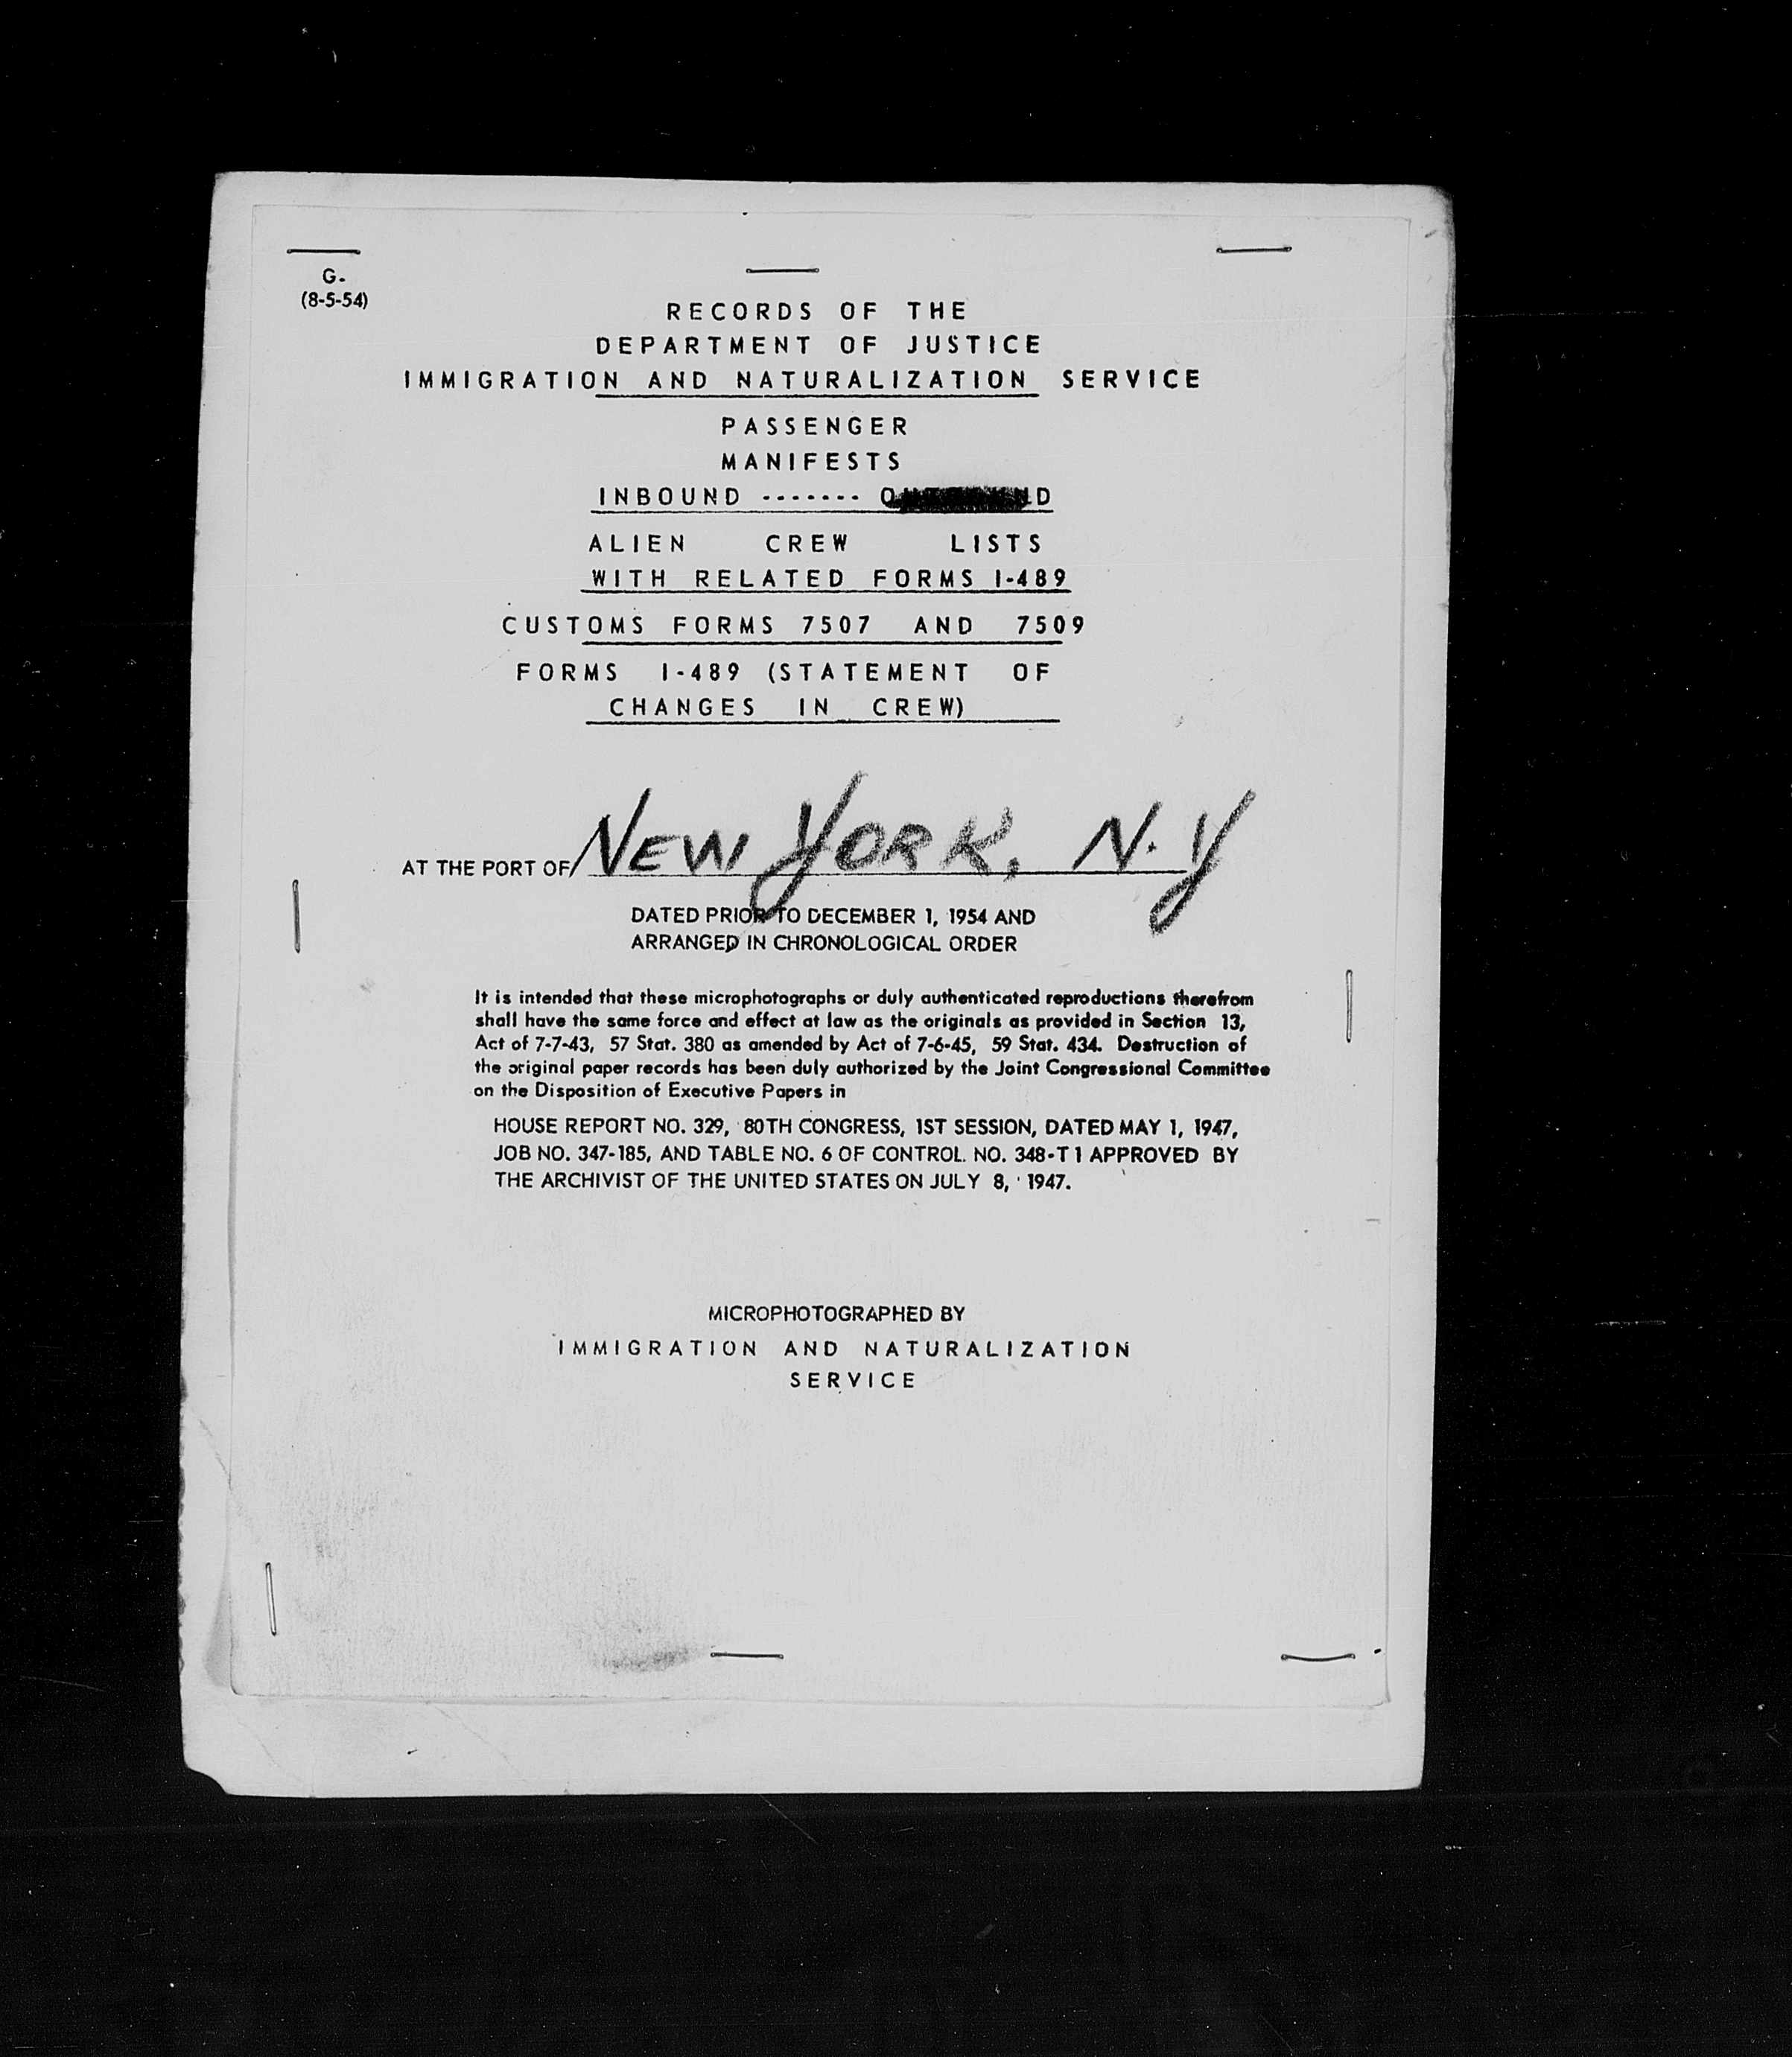 G-
(8-5-54)
RECORDS OF THE
DEPARTMENT OF JUSTICE
IMMIGRATION AND NATURALIZATION SERVICE
PASSENGER
MANIFESTS
INBOUND -------
ALIEN CREW LISTS
WITH RELATED FORMS I-489
CUSTOMS FORMS 7507 AND 7509
FORMS I-489 (STATEMENT OF
CHANGES IN CREW)
AT THE PORT OF NEW YORK, N.Y
DATED PRIOR TO DECEMBER 1, 1954 AND
ARRANGED IN CHRONOLOGICAL ORDER
It is intended that these microphotographs or duly authenticated reproductions therefrom
shall have the same force and effect at law as the originals as provided in Section 13,
Act of 7-7-43, 57 Stat. 380 as amended by Act of 7-6-45, 59 Stat. 434. Destruction of
the original paper records has been duly authorized by the Joint Congressional Committee
on the Disposition of Executive Papers in
HOUSE REPORT NO. 329, 80TH CONGRESS, 1ST SESSION, DATED MAY 1, 1947,
JOB NO. 347-185, AND TABLE NO. 6 OF CONTROL NO. 348-T1 APPROVED BY
THE ARCHIVIST OF THE UNITED STATES ON JULY 8, 1947.
MICROPHOTOGRAPHED BY
IMMIGRATION AND NATURALIZATION
SERVICE